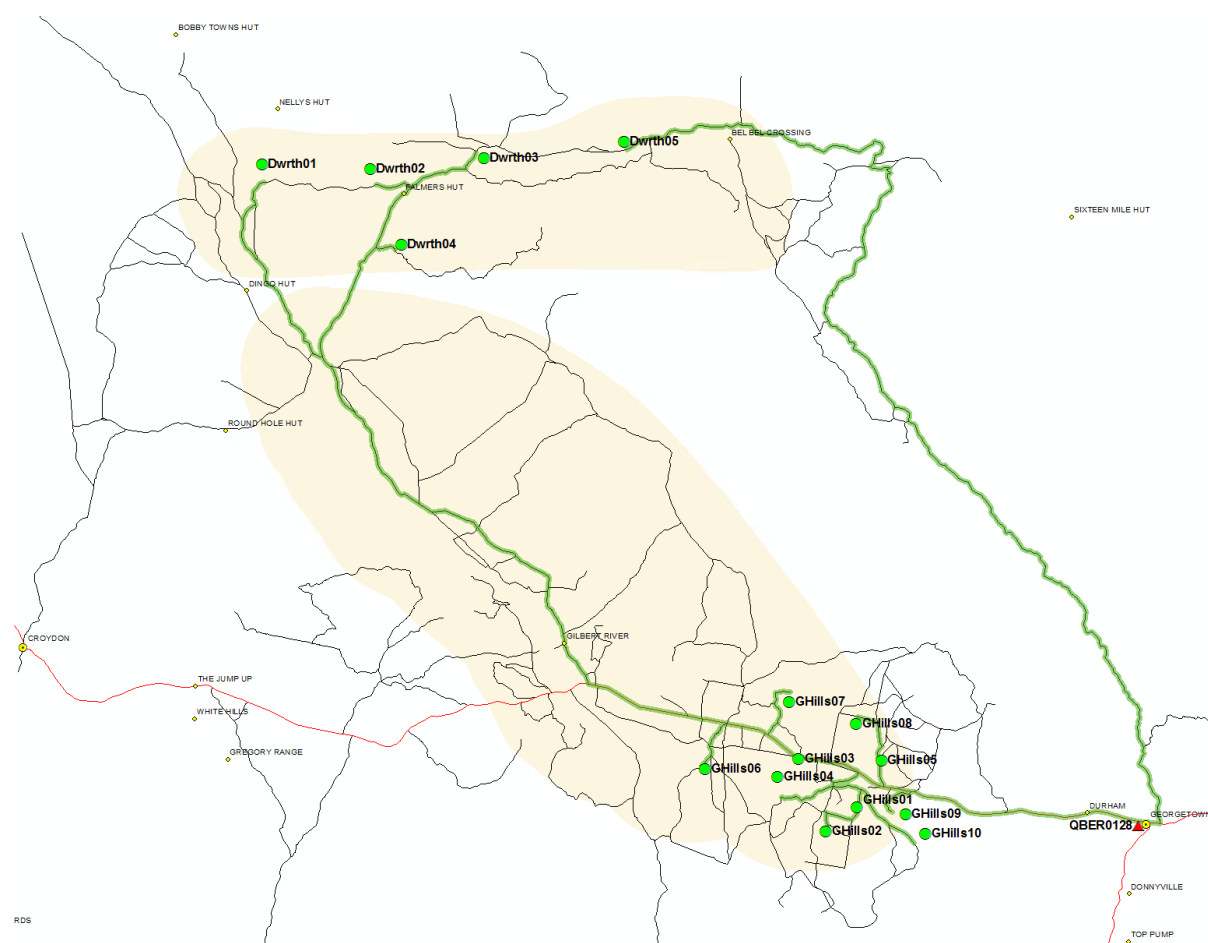 BOBBY TOWNS HUT
NELLYS HUT
BEL BEL CROSSING
Dwrth05
Dwrth03
Dwrth01
Dwrth02
PALMERS HUT
SIXTEEN MILE HUT
Dwrth04
DINGO HUT
ROUND HOLE HUT
GILBERT RIVER
CROYDON
THE JUMP UP
GHills07
WHITE HILLS
GHills08
GREGORY RANGE
GHills03
GHills05
GHills06
GHills04
GHills01
DURHAM
GHills09
GEORGETOWN
QBER0128
GHills02
GHills10
DONNYVILLE
RDS
TOP PUMP